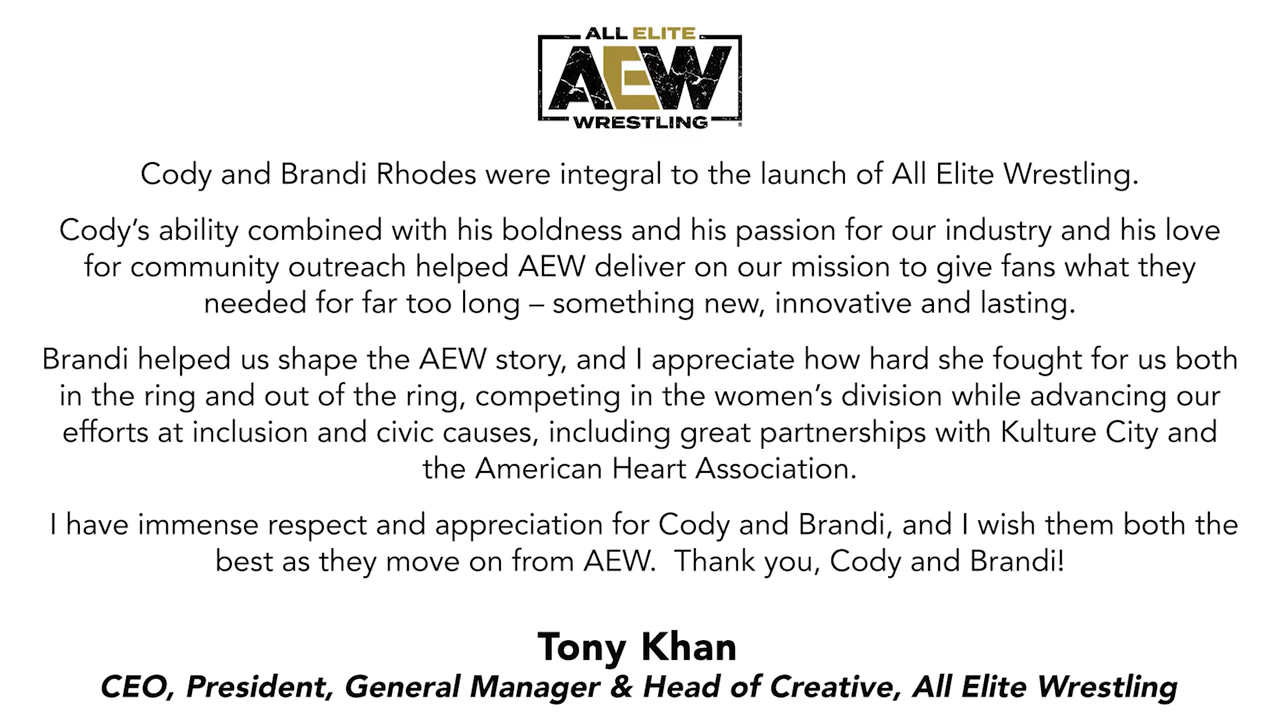 ALL ELITE
AEW
WRESTLING
Cody and Brandi Rhodes were integral to the launch of All Elite Wrestling.
Cody’s ability combined with his boldness and his passion for our industry and his love
for community outreach helped AEW deliver on our mission to give fans what they
needed for far too long – something new, innovative and lasting.
Brandi helped us shape the AEW story, and I appreciate how hard she fought for us both
in the ring and out of the ring, competing in the women’s division while advancing our
efforts at inclusion and civic causes, including great partnerships with Kulture City and
the American Heart Association.
I have immense respect and appreciation for Cody and Brandi, and I wish them both the
best as they move on from AEW.  Thank you, Cody and Brandi!
Tony Khan
CEO, President, General Manager & Head of Creative, All Elite Wrestling